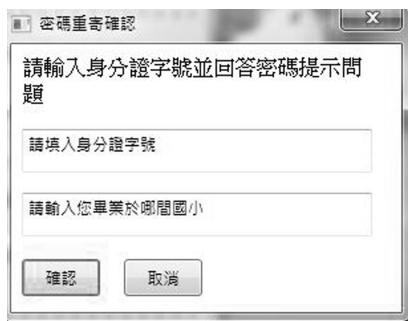 密碼重寄確認
請輸入身分證字號並回答密碼提示問
題
請填入身分證字號
請輸入您畢業於哪間國小
確認
取消